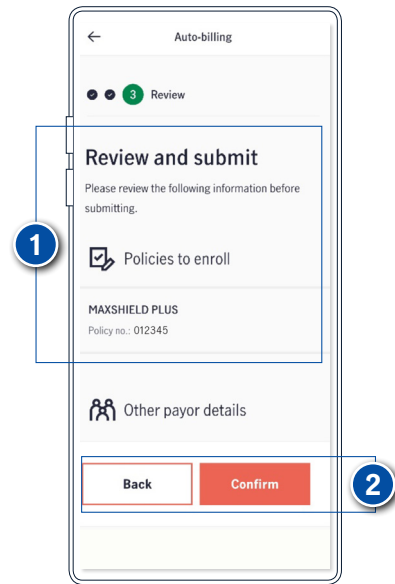 Auto-billing
3 Review
Review and submit
Please review the following information before
submitting.
1
Policies to enroll
MAXSHIELD PLUS
Policy no.: 012345
Other payor details
Back Confirm
2